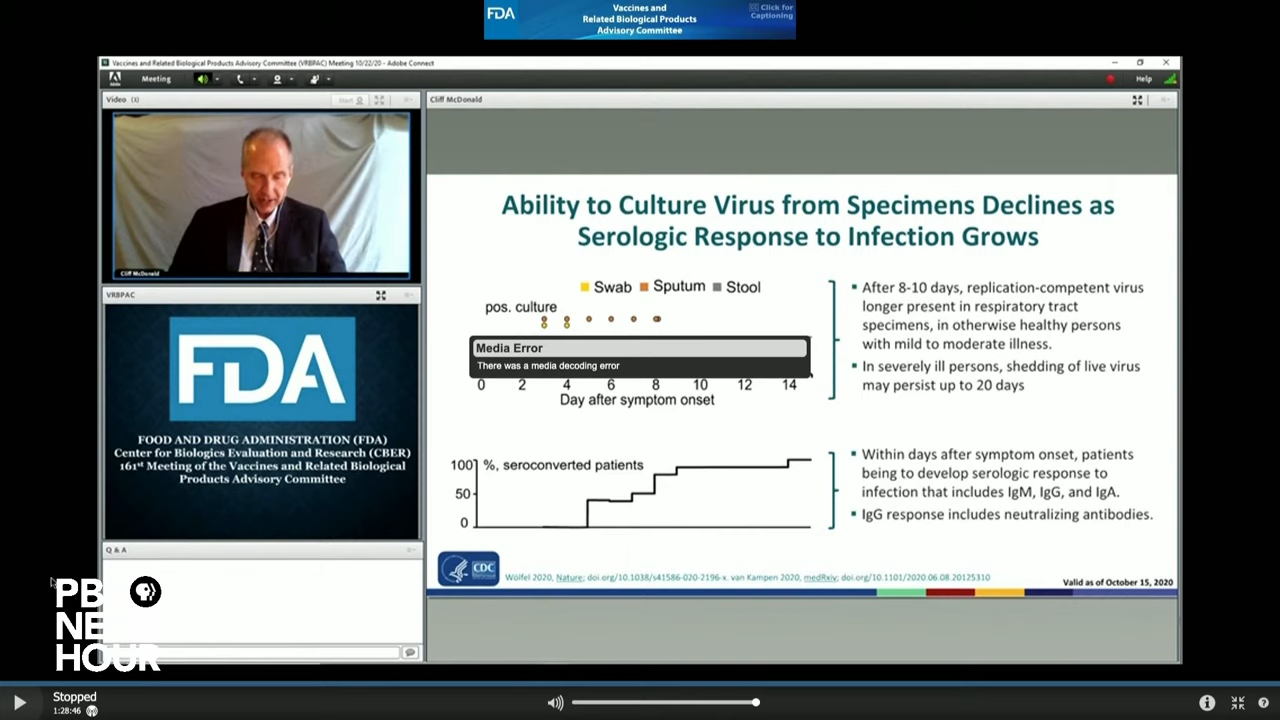 FDA
Vaccines and
Related Biological Products
Advisory Committee
Click for
Captioning
Vaccines and Related Biological Products Advisory Committee (VRBPAC) Meeting 10/22/20 - Adobe Connect
Meeting
Help
Video (1)
Start
Cliff McDonald
Cliff McDonald
Ability to Culture Virus from Specimens Declines as
Serologic Response to Infection Grows
Swab Sputum Stool
pos. culture
Media Error
There was a media decoding error
0 2 4 6 8 10 12 14
Day after symptom onset
▪ After 8-10 days, replication-competent virus
longer present in respiratory tract
specimens, in otherwise healthy persons
with mild to moderate illness.
▪ In severely ill persons, shedding of live virus
may persist up to 20 days
100 %, seroconverted patients
50
0
▪ Within days after symptom onset, patients
being to develop serologic response to
infection that includes IgM, IgG, and IgA.
▪ IgG response includes neutralizing antibodies.
CDC
Wölfel 2020, Nature; doi.org/10.1038/s41586-020-2196-x. van Kampen 2020, medRxiv; doi.org/10.1101/2020.06.08.20125310
Valid as of October 15, 2020
VRBPAC
FDA
FOOD AND DRUG ADMINISTRATION (FDA)
Center for Biologics Evaluation and Research (CBER)
161st Meeting of the Vaccines and Related Biological
Products Advisory Committee
Q & A
PB
NE
HOUR
Stopped
1:28:46